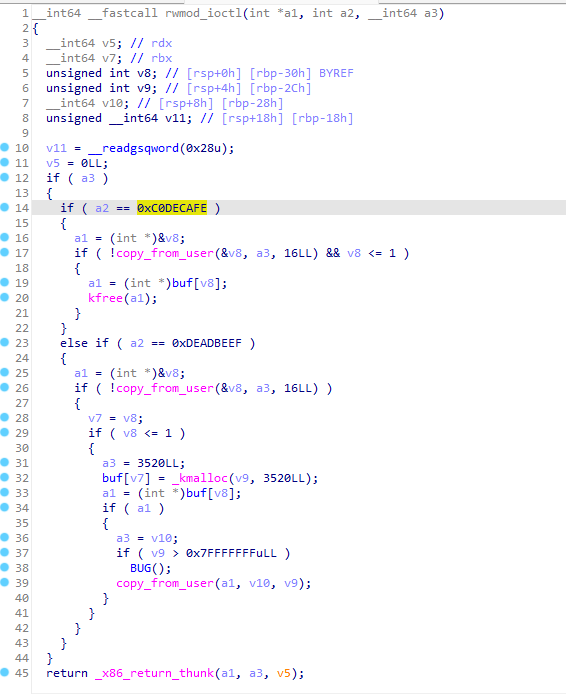 1 __int64 __fastcall rwmod_ioctl(int *a1, int a2, __int64 a3)
2 {
3 __int64 v5; // rdx
4 __int64 v7; // rbx
5 unsigned int v8; // [rsp+0h] [rbp-30h] BYREF
6 unsigned int v9; // [rsp+4h] [rbp-2Ch]
7 __int64 v10; // [rsp+8h] [rbp-28h]
8 unsigned __int64 v11; // [rsp+18h] [rbp-18h]
9
10 v11 = __readgsqword(0x28u);
11 v5 = 0LL;
12 if ( a3 )
13 {
14 if ( a2 == 0xC0DECAFE )
15 {
16 a1 = (int *)&v8;
17 if ( !copy_from_user(&v8, a3, 16LL) && v8 <= 1 )
18 {
19 a1 = (int *)buf[v8];
20 kfree(a1);
21 }
22 }
23 else if ( a2 == 0xDEADBEEF )
24 {
25 a1 = (int *)&v8;
26 if ( !copy_from_user(&v8, a3, 16LL) )
27 {
28 v7 = v8;
29 if ( v8 <= 1 )
30 {
31 a3 = 3520LL;
32 buf[v7] = _kmalloc(v9, 3520LL);
33 a1 = (int *)buf[v8];
34 if ( a1 )
35 {
36 a3 = v10;
37 if ( v9 > 0x7FFFFFFFuLL )
38 BUG();
39 copy_from_user(a1, v10, v9);
40 }
41 }
42 }
43 }
44 }
45 return _x86_return_thunk(a1, a3, v5);